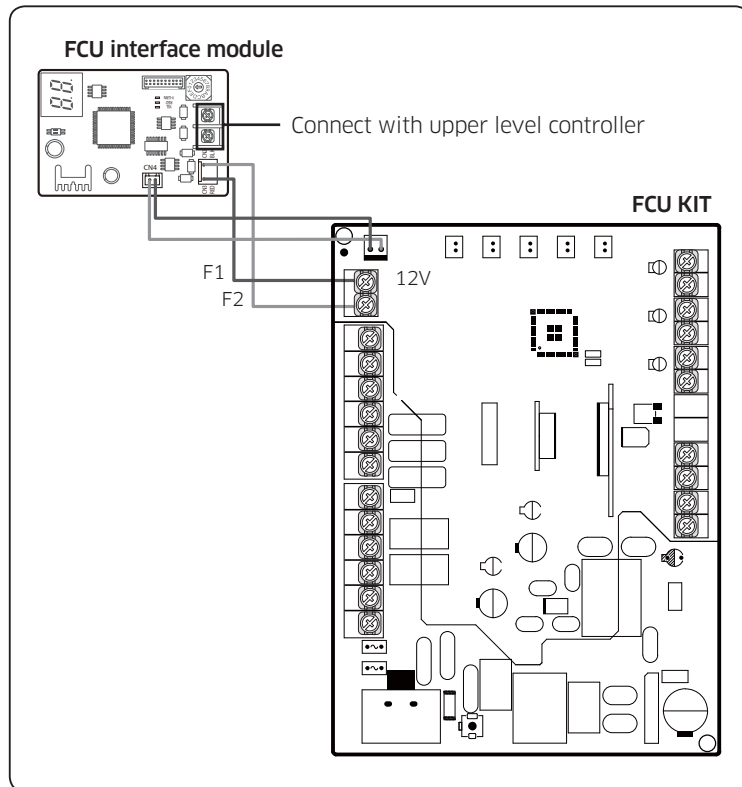 FCU interface module
Connect with upper level controller
CN4
FCU KIT
F1
12V
F2